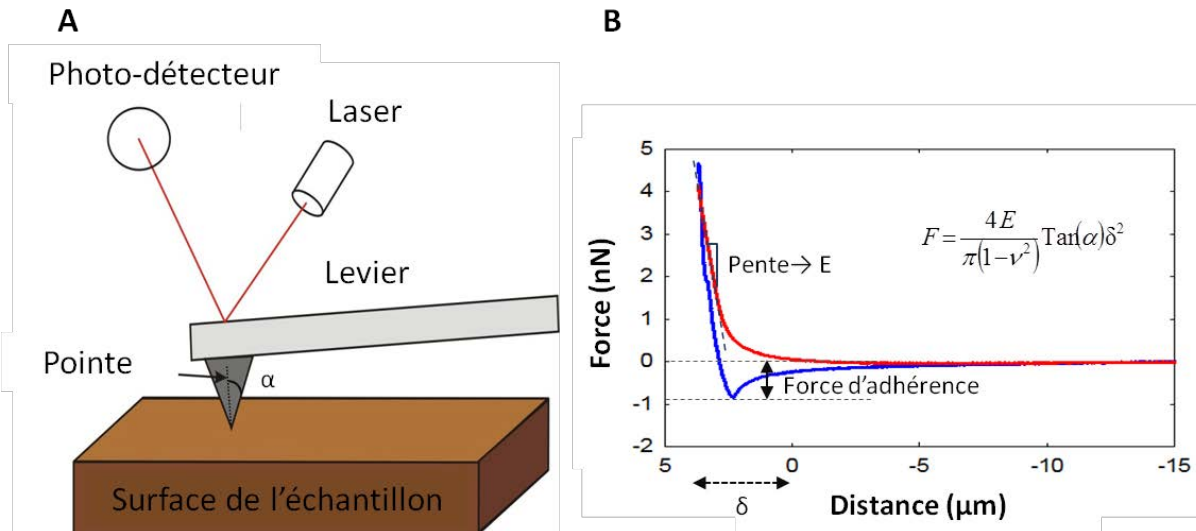 A
Photo-détecteur
Laser
Levier
Pointe
α
Surface de l'échantillon
B
5
4
3
2
1
0
-1
-2
Force (nN)
F = 4E / π(1-ν²) Tan(α)δ²
Pente→ E
Force d'adhérence
5 0 -5 -10 -15
δ
Distance (µm)